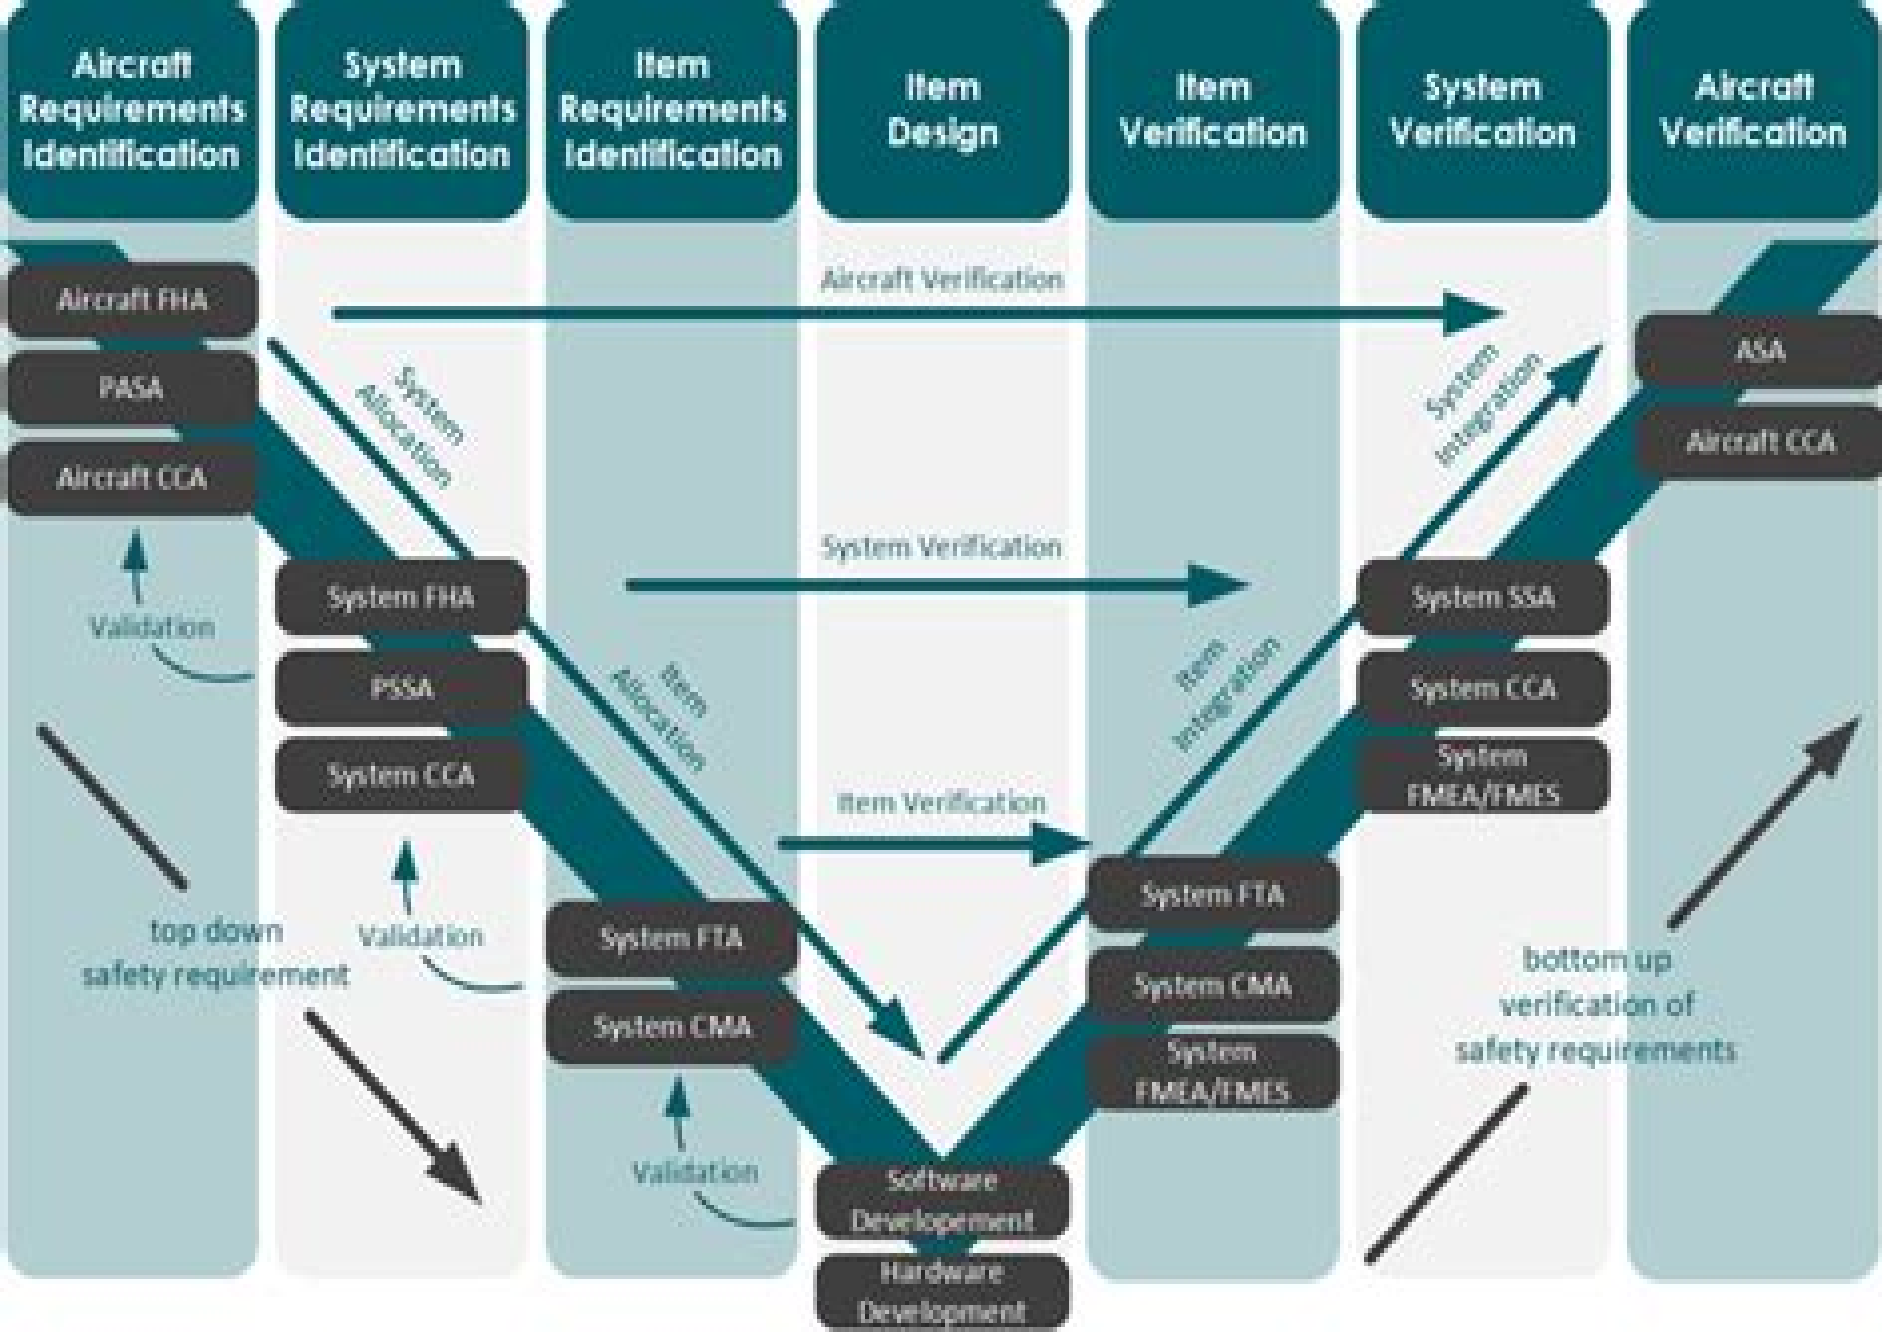 Aircraft
Requirements
Identification
System
Requirements
Identification
Item
Requirements
Identification
Item
Design
Item
Verification
System
Verification
Aircraft
Verification
Aircraft FHA
PASA
Aircraft CCA
Validation
top down
safety requirement
System
Allocation
System FHA
PSSA
System CCA
Validation
Item
Allocation
System FTA
System CMA
Validation
Aircraft Verification
System Verification
Item Verification
Software
Developement
Hardware
Development
Item
Integration
System FTA
System CMA
System
FMEA/FMES
System
Integration
System SSA
System CCA
System
FMEA/FMES
bottom up
verification of
safety requirements
ASA
Aircraft CCA